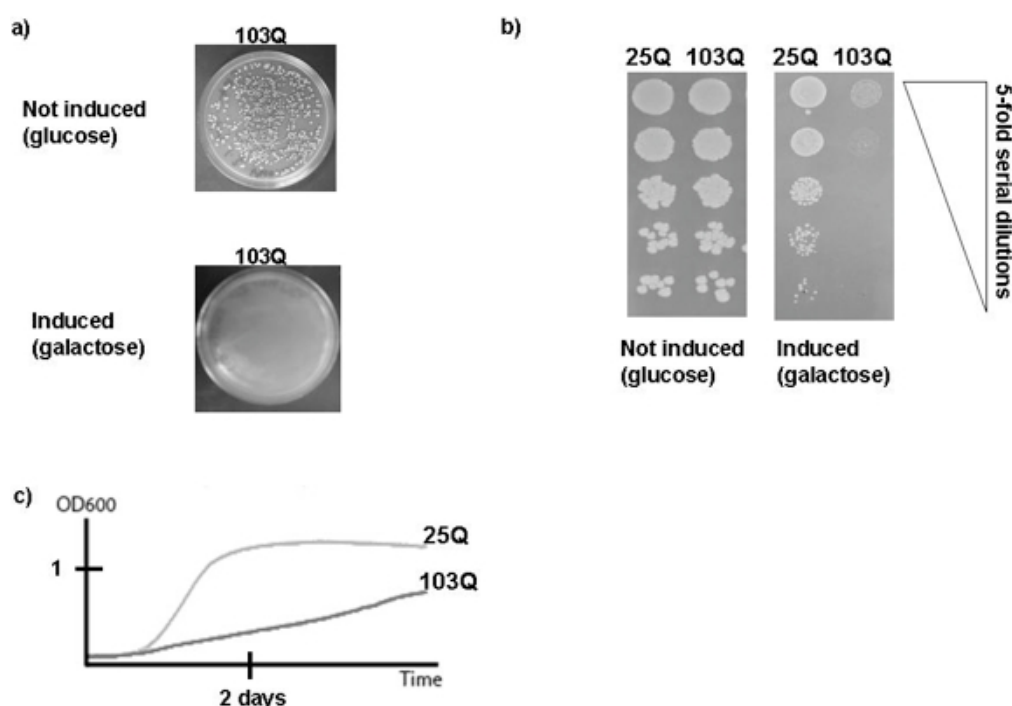 a)
103Q
Not induced
(glucose)
103Q
Induced
(galactose)
b)
25Q 103Q
25Q 103Q
5-fold serial dilutions
Not induced
(glucose)
Induced
(galactose)
c)
OD600
1
25Q
103Q
2 days
Time